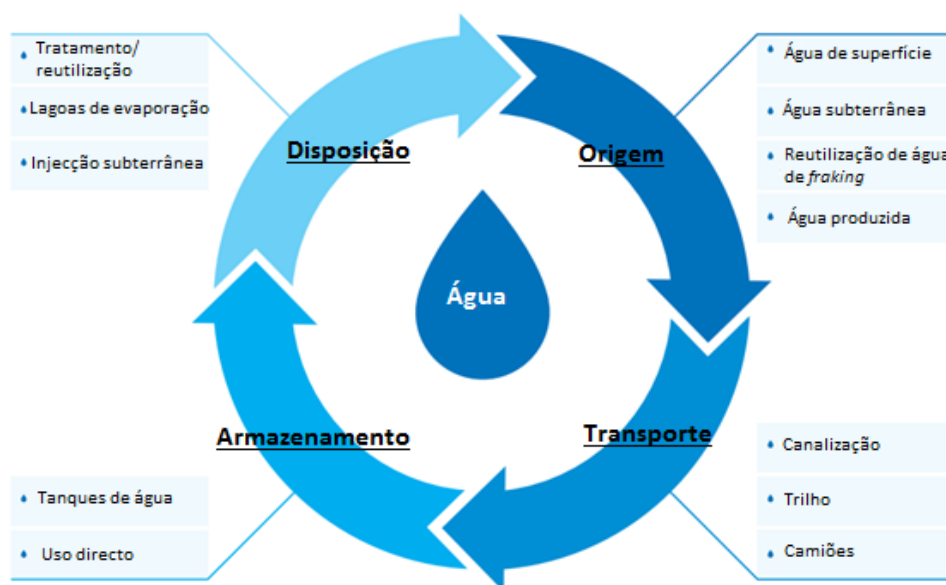 Tratamento/
reutilização
Lagoas de evaporação
Injecção subterrânea
Disposição
Origem
Água de superfície
Água subterrânea
Reutilização de água
de fraking
Água produzida
Água
Armazenamento
Transporte
Tanques de água
Uso directo
Canalização
Trilho
Camiões